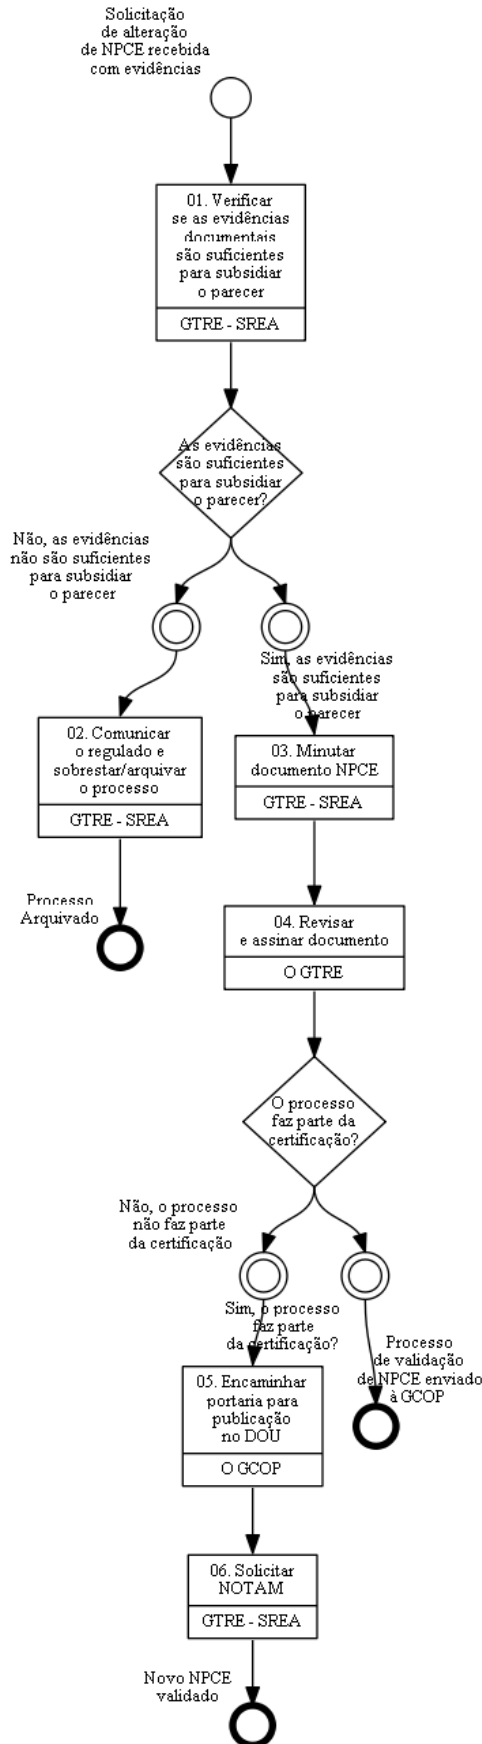 Solicitação
de alteração
de NPCE recebida
com evidências
01. Verificar
se as evidências
documentais
são suficientes
para subsidiar
o parecer
GTRE - SREA
As evidências
são suficientes
para subsidiar
o parecer?
Não, as evidências
não são suficientes
para subsidiar
o parecer
Sim, as evidências
são suficientes
para subsidiar
o parecer
02. Comunicar
o regulado e
sobrestar/arquivar
o processo
GTRE - SREA
03. Minutar
documento NPCE
GTRE - SREA
Processo
Arquivado
04. Revisar
e assinar documento
O GTRE
O processo
faz parte da
certificação?
Não, o processo
não faz parte
da certificação
Sim, o processo
faz parte
da certificação?
Processo
de validação
de NPCE enviado
à GCOP
05. Encaminhar
portaria para
publicação
no DOU
O GCOP
06. Solicitar
NOTAM
GTRE - SREA
Novo NPCE
validado